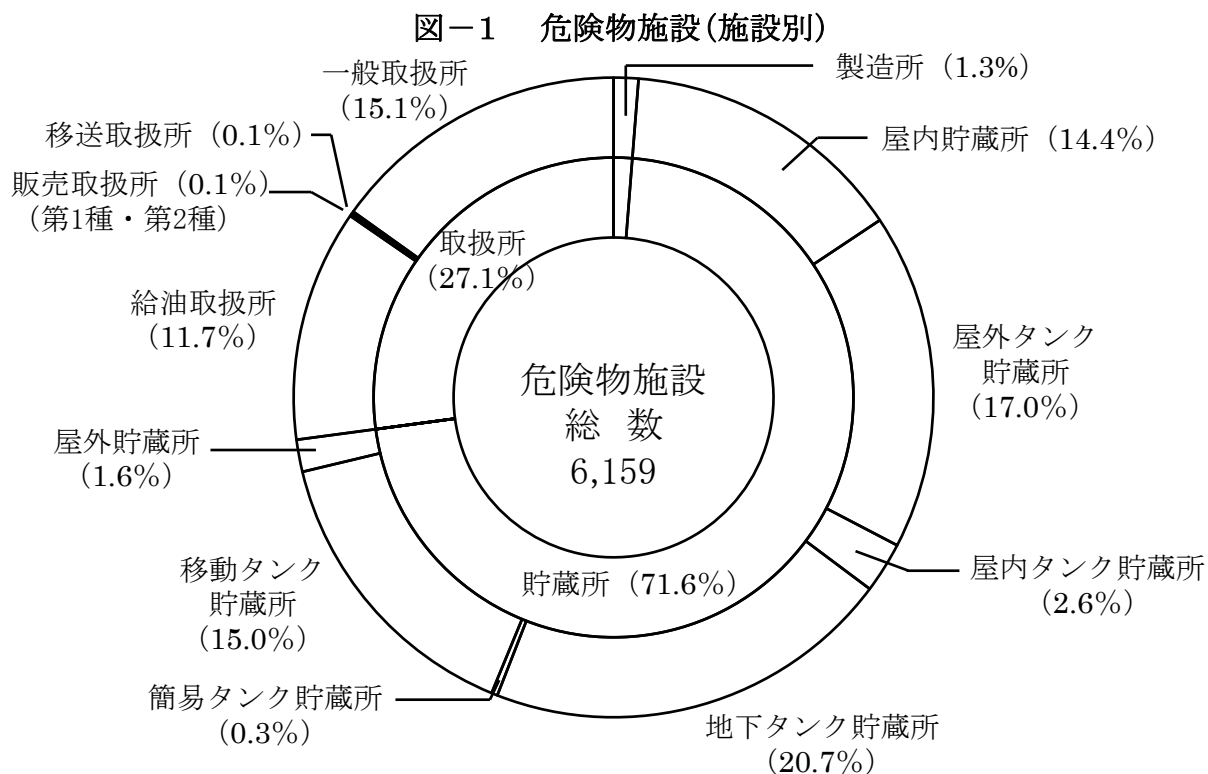 図－1　危険物施設(施設別)
製造所（1.3%）
屋内貯蔵所（14.4%）
屋外タンク
貯蔵所
（17.0%）
屋内タンク貯蔵所
（2.6%）
地下タンク貯蔵所
（20.7%）
簡易タンク貯蔵所
（0.3%）
移動タンク
貯蔵所
（15.0%）
屋外貯蔵所
（1.6%）
給油取扱所
（11.7%）
販売取扱所（0.1%）
（第1種・第2種）
移送取扱所（0.1%）
一般取扱所
（15.1%）
取扱所
（27.1%）
貯蔵所（71.6%）
危険物施設
総　数
6,159